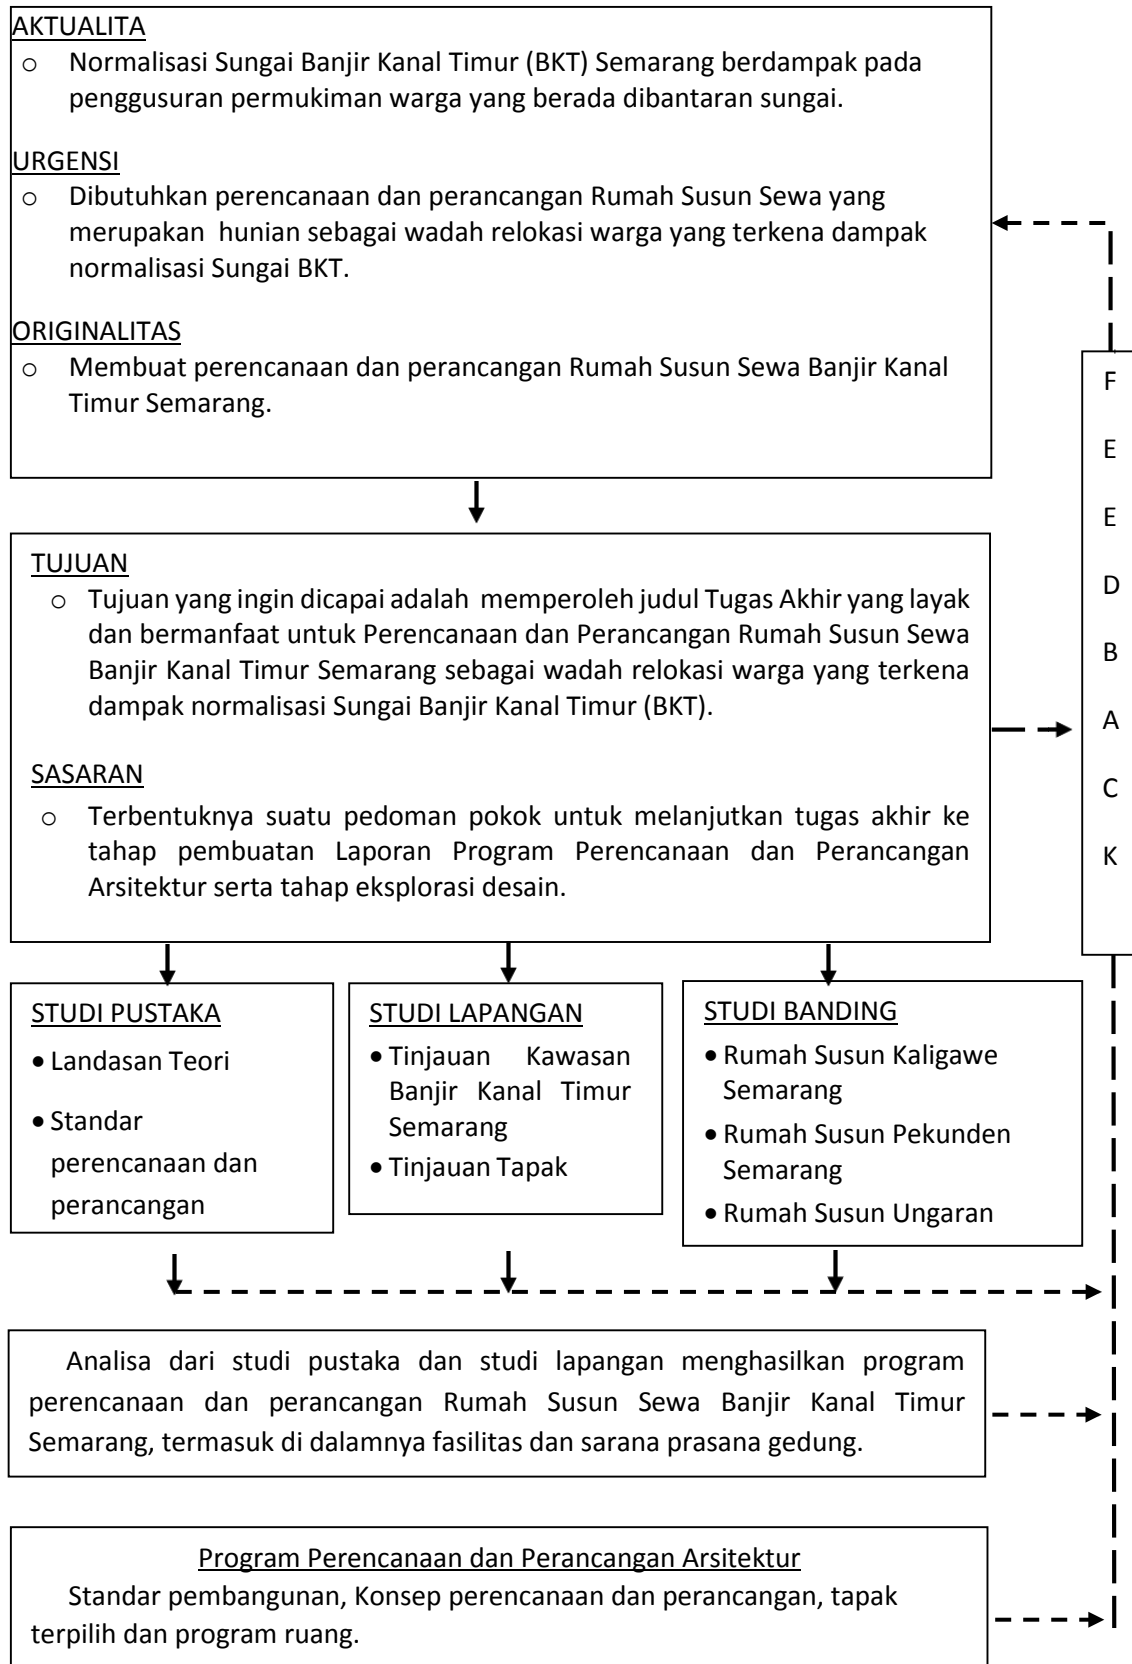 AKTUALITA
o Normalisasi Sungai Banjir Kanal Timur (BKT) Semarang berdampak pada
penggusuran permukiman warga yang berada dibantaran sungai.
URGENSI
o Dibutuhkan perencanaan dan perancangan Rumah Susun Sewa yang
merupakan hunian sebagai wadah relokasi warga yang terkena dampak
normalisasi Sungai BKT.
ORIGINALITAS
o Membuat perencanaan dan perancangan Rumah Susun Sewa Banjir Kanal
Timur Semarang.
F
E
E
D
B
A
C
K
TUJUAN
o Tujuan yang ingin dicapai adalah memperoleh judul Tugas Akhir yang layak
dan bermanfaat untuk Perencanaan dan Perancangan Rumah Susun Sewa
Banjir Kanal Timur Semarang sebagai wadah relokasi warga yang terkena
dampak normalisasi Sungai Banjir Kanal Timur (BKT).
SASARAN
o Terbentuknya suatu pedoman pokok untuk melanjutkan tugas akhir ke
tahap pembuatan Laporan Program Perencanaan dan Perancangan
Arsitektur serta tahap eksplorasi desain.
STUDI PUSTAKA
• Landasan Teori
• Standar
perencanaan dan
perancangan
STUDI LAPANGAN
• Tinjauan Kawasan
Banjir Kanal Timur
Semarang
• Tinjauan Tapak
STUDI BANDING
• Rumah Susun Kaligawe
Semarang
• Rumah Susun Pekunden
Semarang
• Rumah Susun Ungaran
Analisa dari studi pustaka dan studi lapangan menghasilkan program
perencanaan dan perancangan Rumah Susun Sewa Banjir Kanal Timur
Semarang, termasuk di dalamnya fasilitas dan sarana prasana gedung.
Program Perencanaan dan Perancangan Arsitektur
Standar pembangunan, Konsep perencanaan dan perancangan, tapak
terpilih dan program ruang.